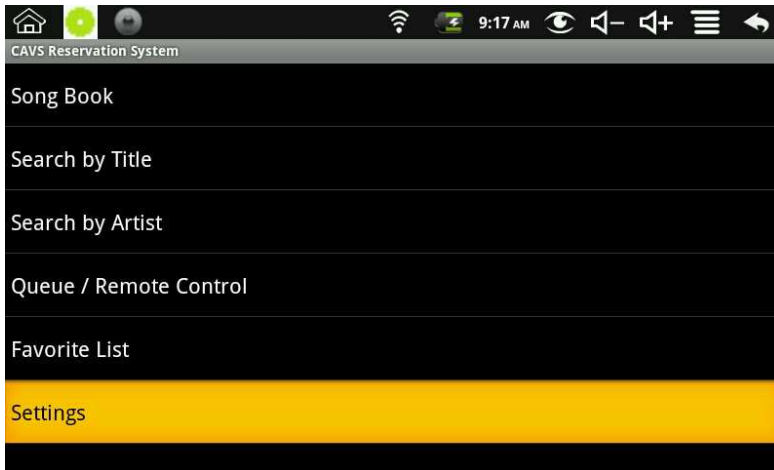 9:17 AM
CAVS Reservation System
Song Book
Search by Title
Search by Artist
Queue / Remote Control
Favorite List
Settings